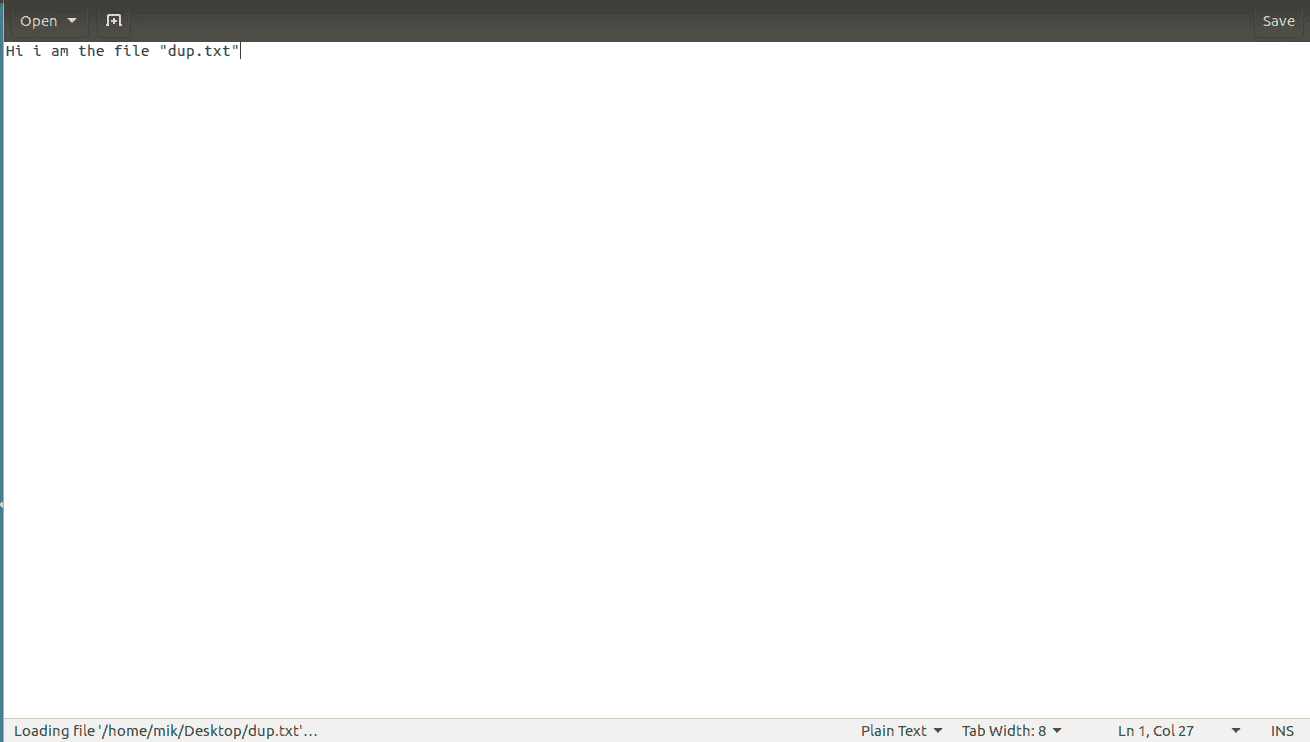 Open Save
Hi i am the file "dup.txt"
Loading file '/home/mik/Desktop/dup.txt'... Plain Text Tab Width: 8 Ln 1, Col 27 INS